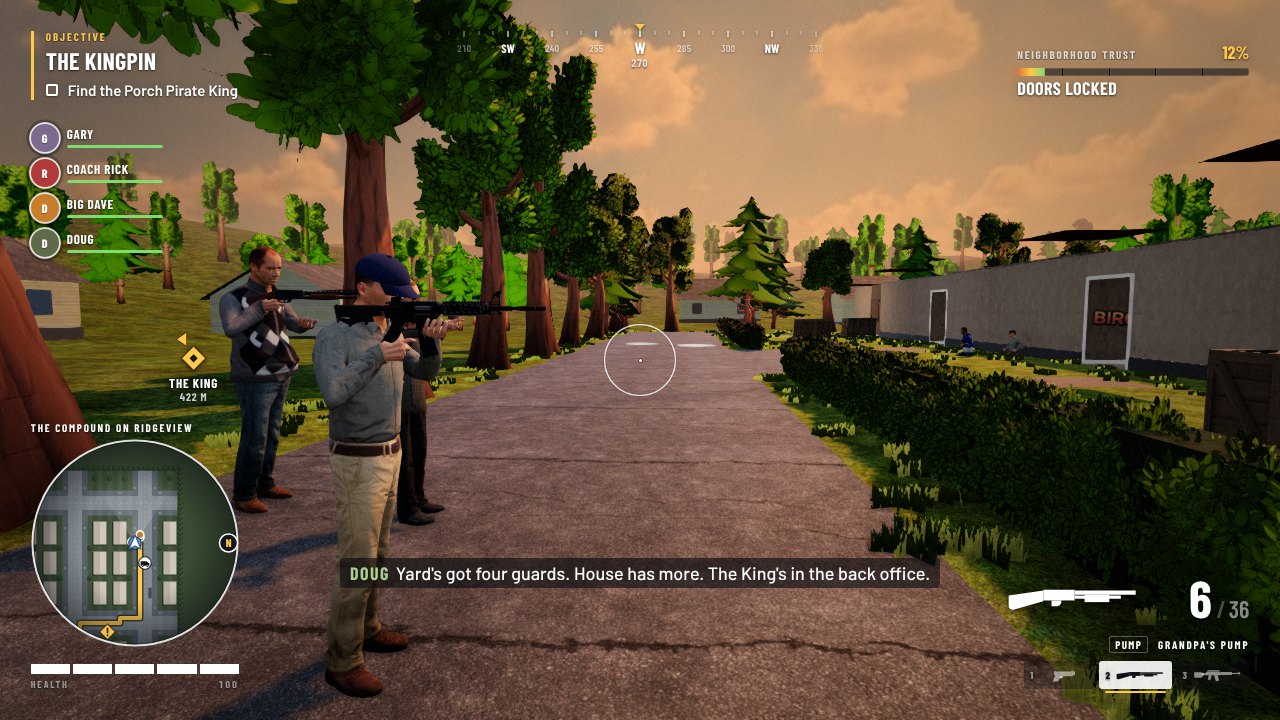 OBJECTIVE
THE KINGPIN
Find the Porch Pirate King
G GARY
R COACH RICK
D BIG DAVE
D DOUG
210 SW 240 255 W 285 300 NW 330
270
NEIGHBORHOOD TRUST 12%
DOORS LOCKED
THE KING
422 M
THE COMPOUND ON RIDGEVIEW
N
!
HEALTH 100
DOUG Yard's got four guards. House has more. The King's in the back office.
6 / 36
PUMP GRANDPA'S PUMP
1 2 3